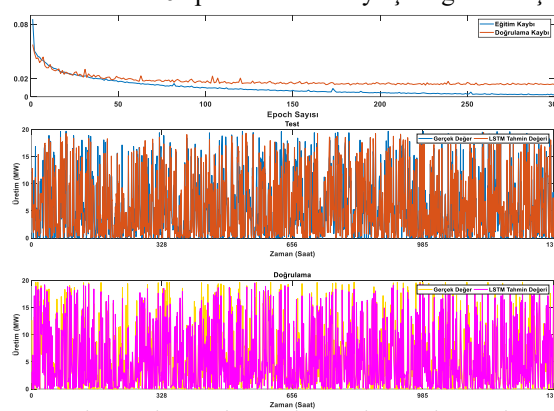 0.08
Eğitim Kaybı
Doğrulama Kaybı
0.02
0
0 50 100 150 200 250
Epoch Sayısı
Test
20
Gerçek Değer LSTM Tahmin Değeri
15
Üretim (MW)
10
5
0
0 328 656 985
Zaman (Saat)
Doğrulama
20
Gerçek Değer LSTM Tahmin Değeri
15
Üretim (MW)
10
5
0
0 328 656 985
Zaman (Saat)